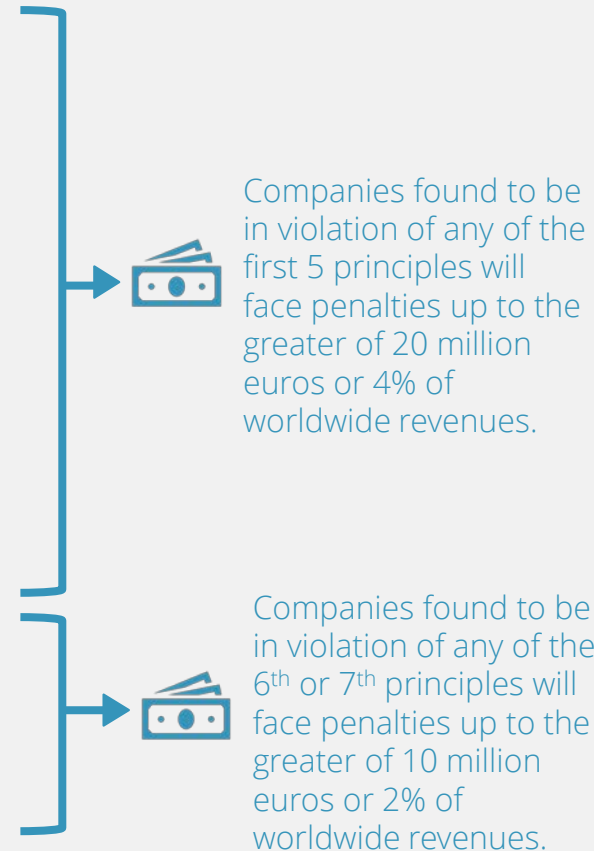 Companies found to be
in violation of any of the
first 5 principles will
face penalties up to the
greater of 20 million
euros or 4% of
worldwide revenues.
Companies found to be
in violation of any of the
6th or 7th principles will
face penalties up to the
greater of 10 million
euros or 2% of
worldwide revenues.